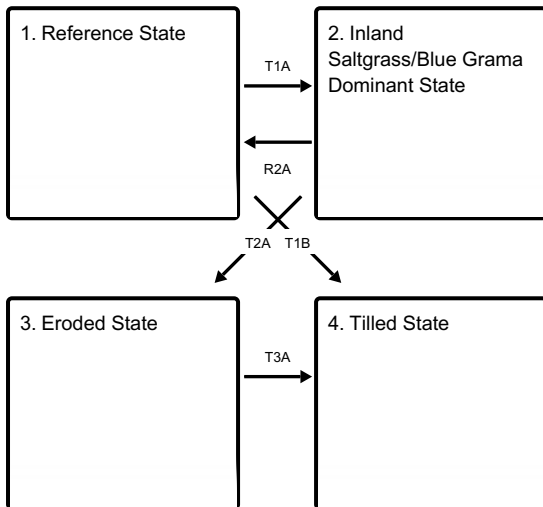 1. Reference State
2. Inland
Saltgrass/Blue Grama
Dominant State
T1A
R2A
T2A
T1B
3. Eroded State
4. Tilled State
T3A